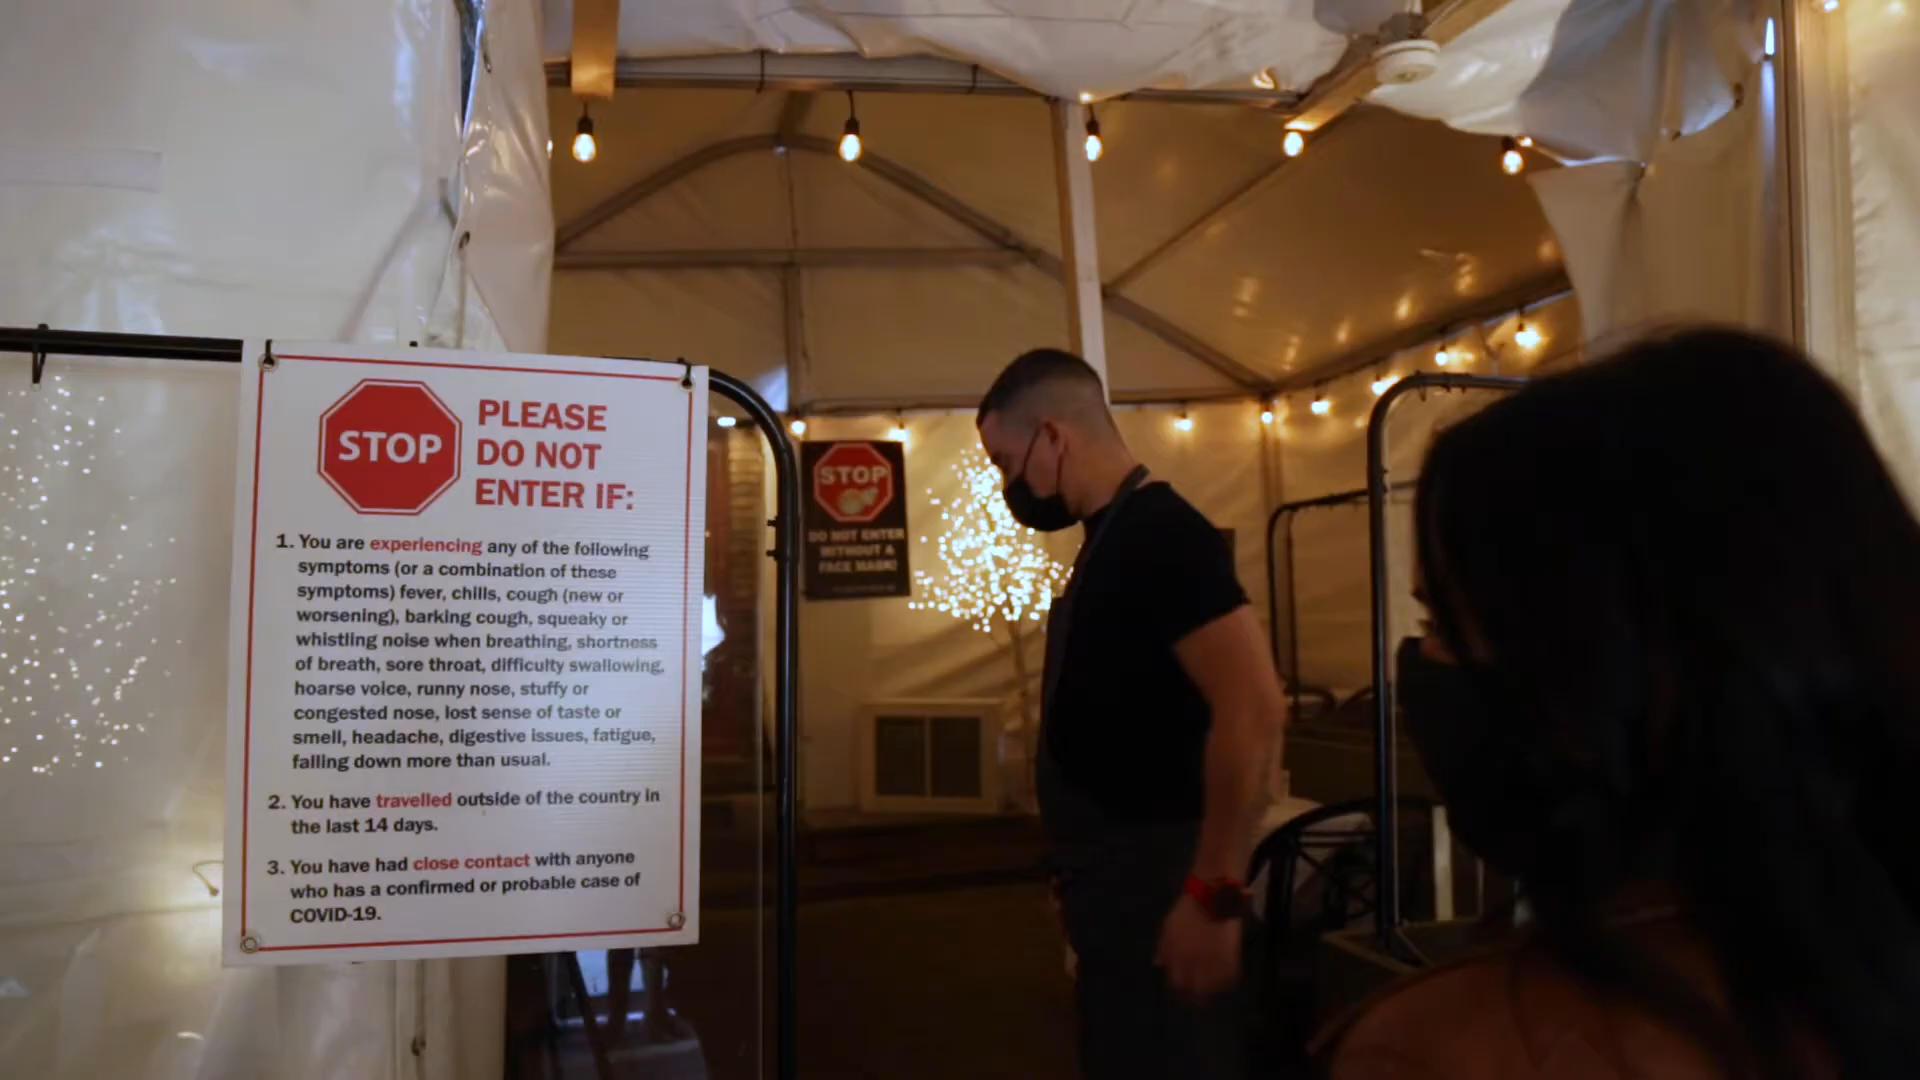 STOP
PLEASE
DO NOT
ENTER IF:
1. You are experiencing any of the following
symptoms (or a combination of these
symptoms) fever, chills, cough (new or
worsening), barking cough, squeaky or
whistling noise when breathing, shortness
of breath, sore throat, difficulty swallowing,
hoarse voice, runny nose, stuffy or
congested nose, lost sense of taste or
smell, headache, digestive issues, fatigue,
falling down more than usual.
2. You have travelled outside of the country in
the last 14 days.
3. You have had close contact with anyone
who has a confirmed or probable case of
COVID-19.
STOP
DO NOT ENTER
WITHOUT A
FACE MASK!